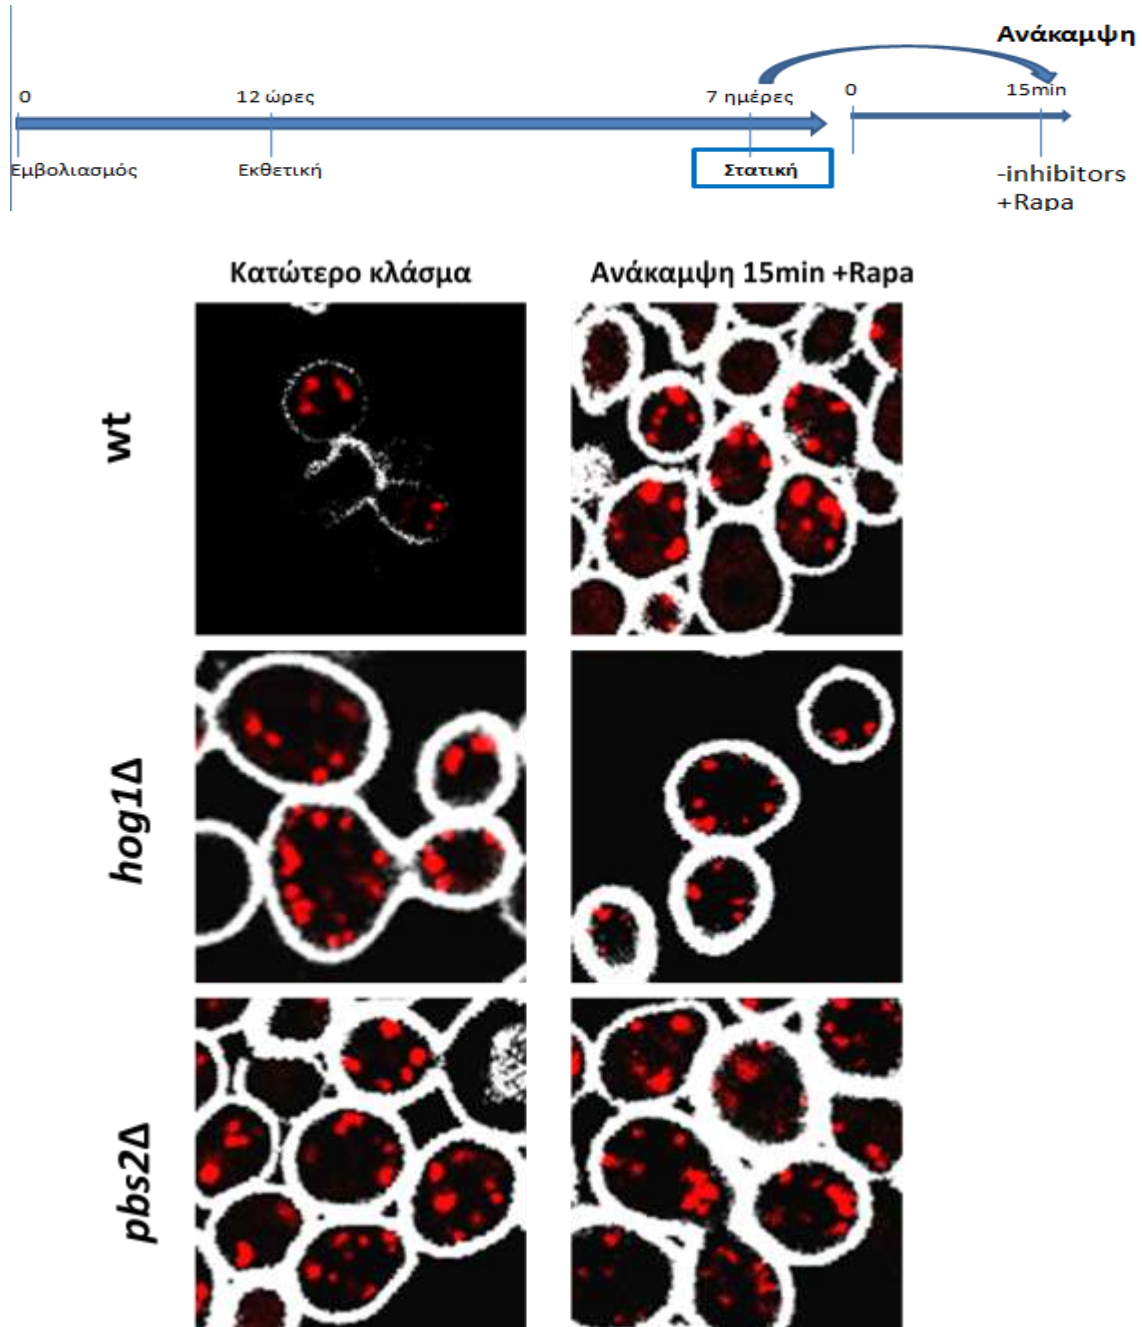 Ανάκαμψη
0 12 ώρες 7 ημέρες 0 15min
Εμβολιασμός Εκθετική Στατική -inhibitors
+Rapa
Κατώτερο κλάσμα Ανάκαμψη 15min +Rapa
wt
hog1Δ
pbs2Δ